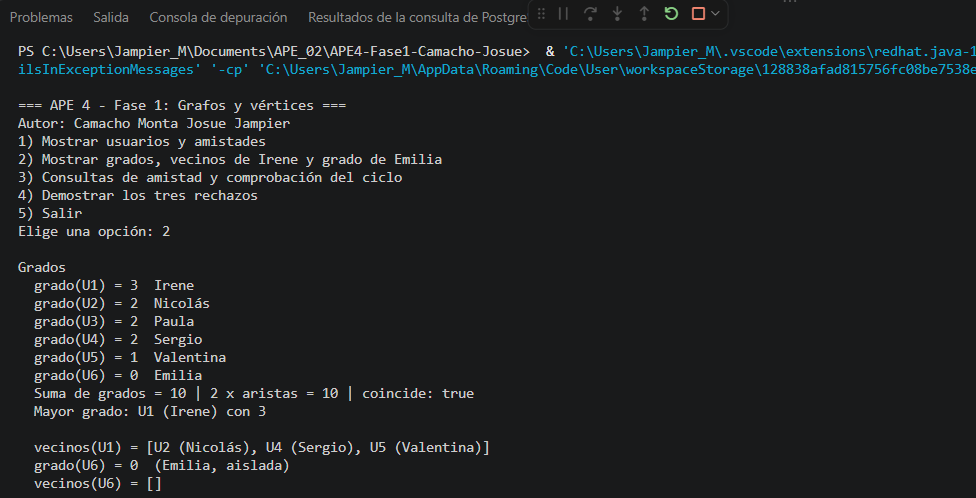 Problemas Salida Consola de depuración Resultados de la consulta de Postgre
PS C:\Users\Jampier_M\Documents\APE_02\APE4-Fase1-Camacho-Josue> & 'C:\Users\Jampier_M\.vscode\extensions\redhat.java-1
ilsInExceptionMessages' '-cp' 'C:\Users\Jampier_M\AppData\Roaming\Code\User\workspaceStorage\128838afad815756fc08be7538e
=== APE 4 - Fase 1: Grafos y vértices ===
Autor: Camacho Monta Josue Jampier
1) Mostrar usuarios y amistades
2) Mostrar grados, vecinos de Irene y grado de Emilia
3) Consultas de amistad y comprobación del ciclo
4) Demostrar los tres rechazos
5) Salir
Elige una opción: 2
Grados
grado(U1) = 3 Irene
grado(U2) = 2 Nicolás
grado(U3) = 2 Paula
grado(U4) = 2 Sergio
grado(U5) = 1 Valentina
grado(U6) = 0 Emilia
Suma de grados = 10 | 2 x aristas = 10 | coincide: true
Mayor grado: U1 (Irene) con 3
vecinos(U1) = [U2 (Nicolás), U4 (Sergio), U5 (Valentina)]
grado(U6) = 0 (Emilia, aislada)
vecinos(U6) = []